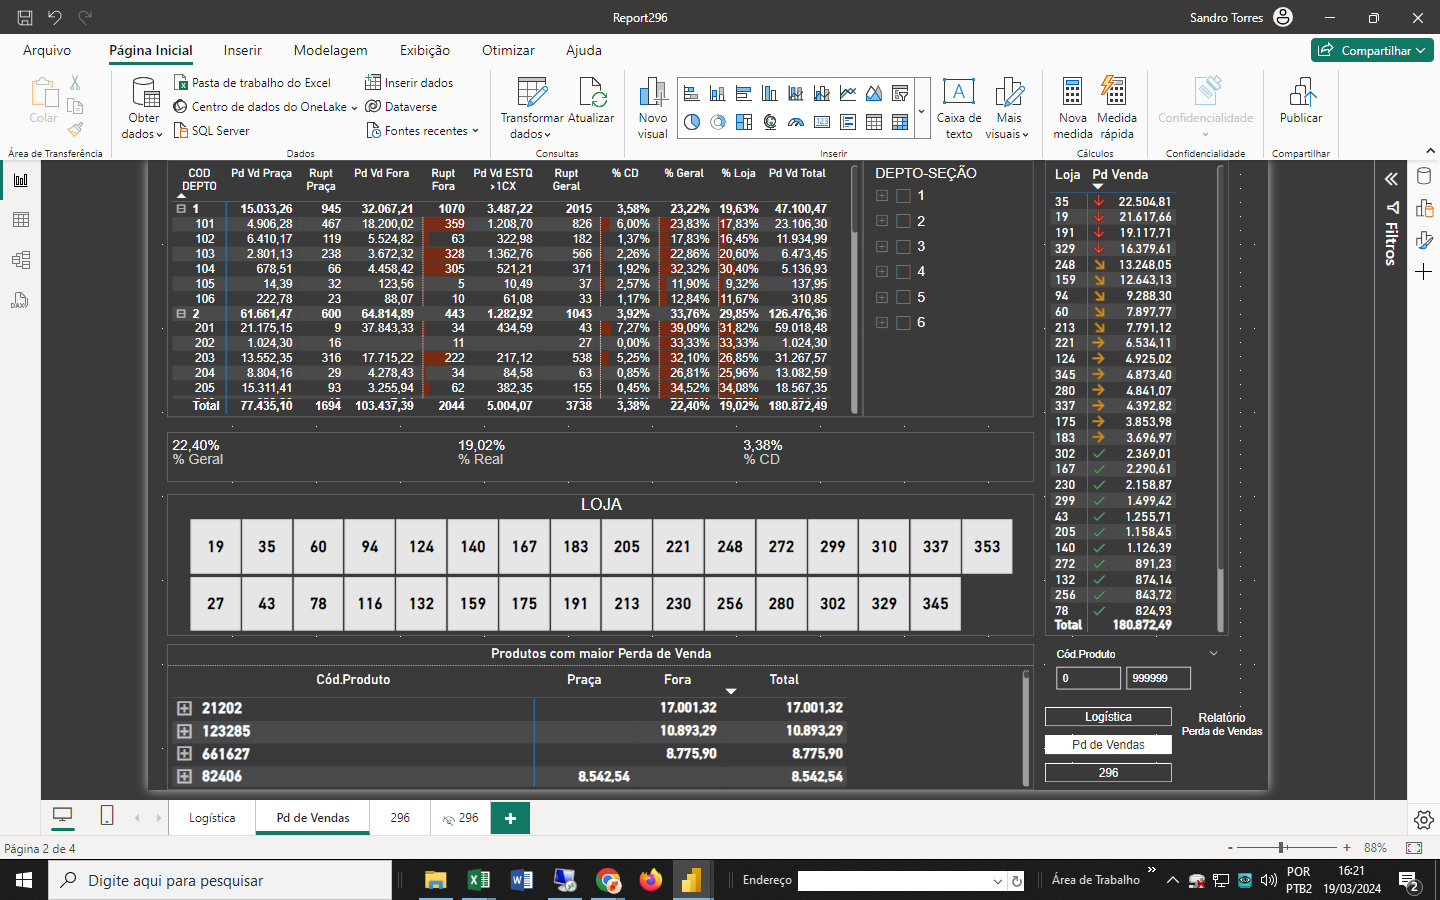 Report296
Sandro Torres
Arquivo
Página Inicial
Inserir
Modelagem
Exibição
Otimizar
Ajuda
Compartilhar
Colar
Área de Transferência
Obter dados
Pasta de trabalho do Excel
Centro de dados do OneLake
SQL Server
Inserir dados
Dataverse
Fontes recentes
Dados
Transformar dados
Atualizar
Consultas
Novo visual
Caixa de texto
Mais visuais
Inserir
Nova medida
Medida rápida
Cálculos
Confidencialidade
Confidencialidade
Publicar
Compartilhar
COD DEPTO Pd Vd Praça Rupt Praça Pd Vd Fora Rupt Fora Pd Vd ESTQ >1CX Rupt Geral % CD % Geral % Loja Pd Vd Total
1 15.033,26 945 32.067,21 1070 3.487,22 2015 3,58% 23,22% 19,63% 47.100,47
101 4.906,28 467 18.200,02 359 1.208,70 826 6,00% 23,83% 17,83% 23.106,30
102 6.410,17 119 5.524,82 63 322,98 182 1,37% 17,83% 16,45% 11.934,99
103 2.801,13 238 3.672,32 328 1.362,76 566 2,26% 22,86% 20,60% 6.473,45
104 678,51 66 4.458,42 305 521,21 371 1,92% 32,32% 30,40% 5.136,93
105 14,39 32 123,56 5 10,49 37 2,57% 11,90% 9,32% 137,95
106 222,78 23 88,07 10 61,08 33 1,17% 12,84% 11,67% 310,85
2 61.661,47 600 64.814,89 443 1.282,92 1043 3,92% 33,76% 29,85% 126.476,36
201 21.175,15 9 37.843,33 34 434,59 43 7,27% 39,09% 31,82% 59.018,48
202 1.024,30 16 11 27 0,00% 33,33% 33,33% 1.024,30
203 13.552,35 316 17.715,22 222 217,12 538 5,25% 32,10% 26,85% 31.267,57
204 8.804,16 29 4.278,43 34 84,58 63 0,85% 26,81% 25,96% 13.082,59
205 15.311,41 93 3.255,94 62 382,35 155 0,45% 34,52% 34,08% 18.567,35
Total 77.435,10 1694 103.437,39 2044 5.004,07 3738 3,38% 22,40% 19,02% 180.872,49
DEPTO-SEÇÃO
1
2
3
4
5
6
22,40%
% Geral
19,02%
% Real
3,38%
% CD
LOJA
19 35 60 94 124 140 167 183 205 221 248 272 299 310 337 353
27 43 78 116 132 159 175 191 213 230 256 280 302 329 345
Produtos com maior Perda de Venda
Cód.Produto Praça Fora Total
21202 17.001,32 17.001,32
123285 10.893,29 10.893,29
661627 8.775,90 8.775,90
82406 8.542,54 8.542,54
Loja Pd Venda
35 22.504,81
19 21.617,66
191 19.117,71
329 16.379,61
248 13.248,05
159 12.643,13
94 9.288,30
60 7.897,77
213 7.791,12
221 6.534,11
124 4.925,02
345 4.873,40
280 4.841,07
337 4.392,82
175 3.853,98
183 3.696,97
302 2.369,01
167 2.290,61
230 2.158,87
299 1.499,42
43 1.255,71
205 1.158,45
140 1.126,39
272 891,23
132 874,14
256 843,72
78 824,93
Total 180.872,49
Cód.Produto
0 999999
Logística
Pd de Vendas
296
Relatório
Perda de Vendas
Filtros
Logística
Pd de Vendas
296
296
Página 2 de 4
- + 88%
Digite aqui para pesquisar
Endereço
Área de Trabalho
POR
PTB2
16:21
19/03/2024
2